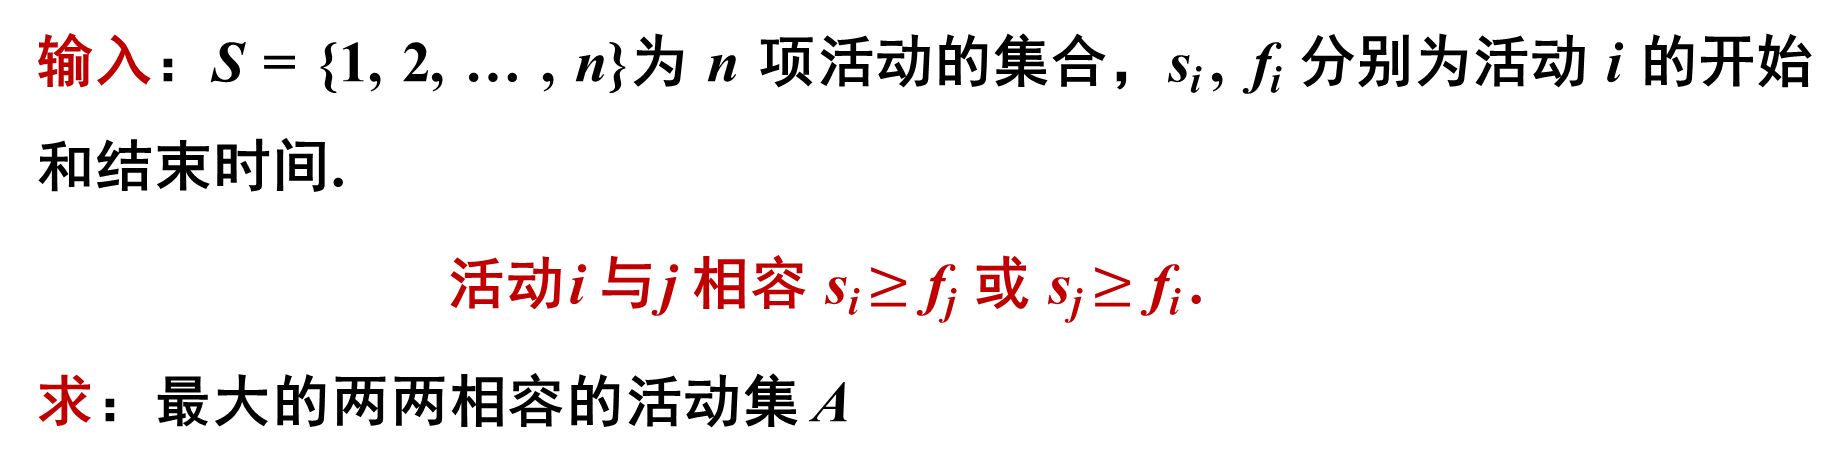 输入：S = {1, 2, … , n}为 n 项活动的集合，sᵢ, fᵢ 分别为活动 i 的开始
和结束时间.
活动i 与j 相容 sᵢ ≥ fⱼ 或 sⱼ ≥ fᵢ.
求：最大的两两相容的活动集 A